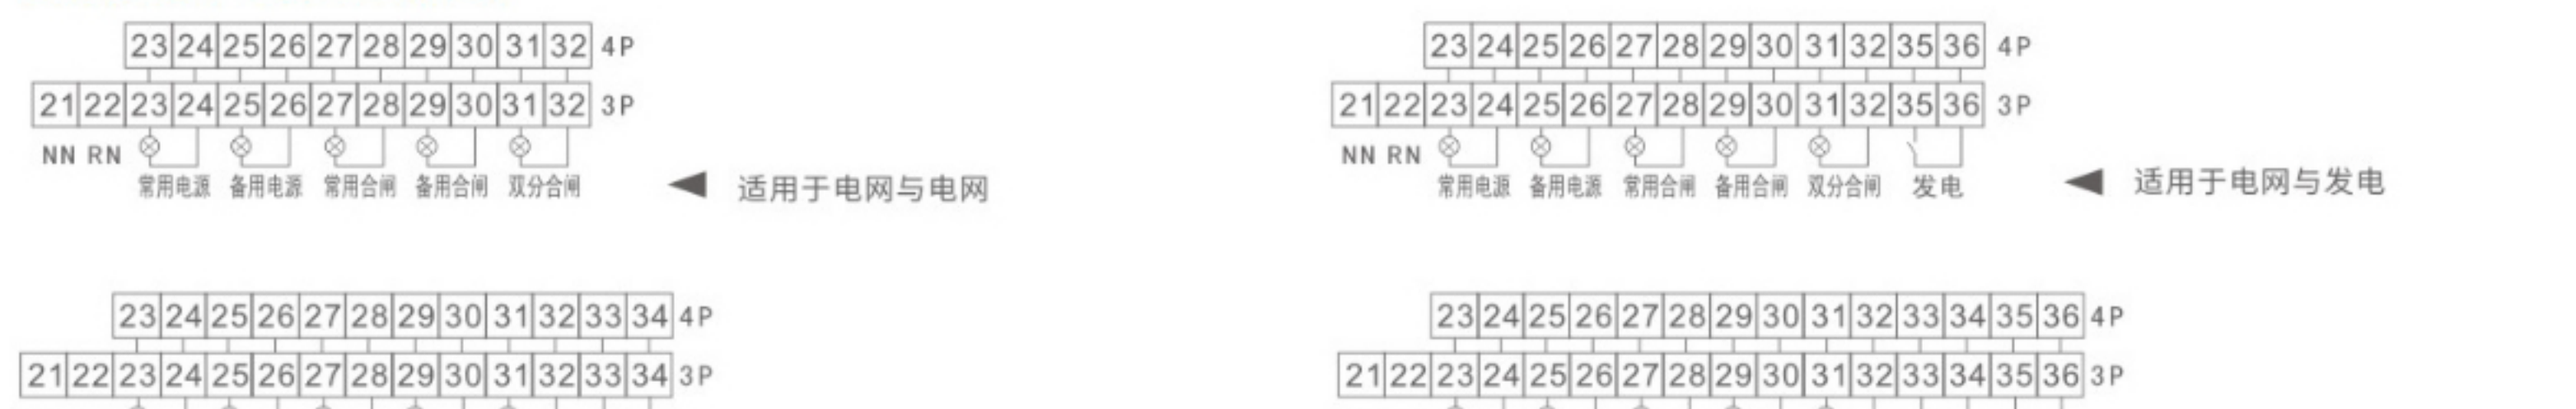 23 24 25 26 27 28 29 30 31 32 4P
21 22 23 24 25 26 27 28 29 30 31 32 3P
NN RN
常用电源 备用电源 常用合闸 备用合闸 双分合闸
适用于电网与电网
23 24 25 26 27 28 29 30 31 32 35 36 4P
21 22 23 24 25 26 27 28 29 30 31 32 35 36 3P
NN RN
常用电源 备用电源 常用合闸 备用合闸 双分合闸 发电
适用于电网与发电
23 24 25 26 27 28 29 30 31 32 33 34 4P
21 22 23 24 25 26 27 28 29 30 31 32 33 34 3P
23 24 25 26 27 28 29 30 31 32 33 34 35 36 4P
21 22 23 24 25 26 27 28 29 30 31 32 33 34 35 36 3P